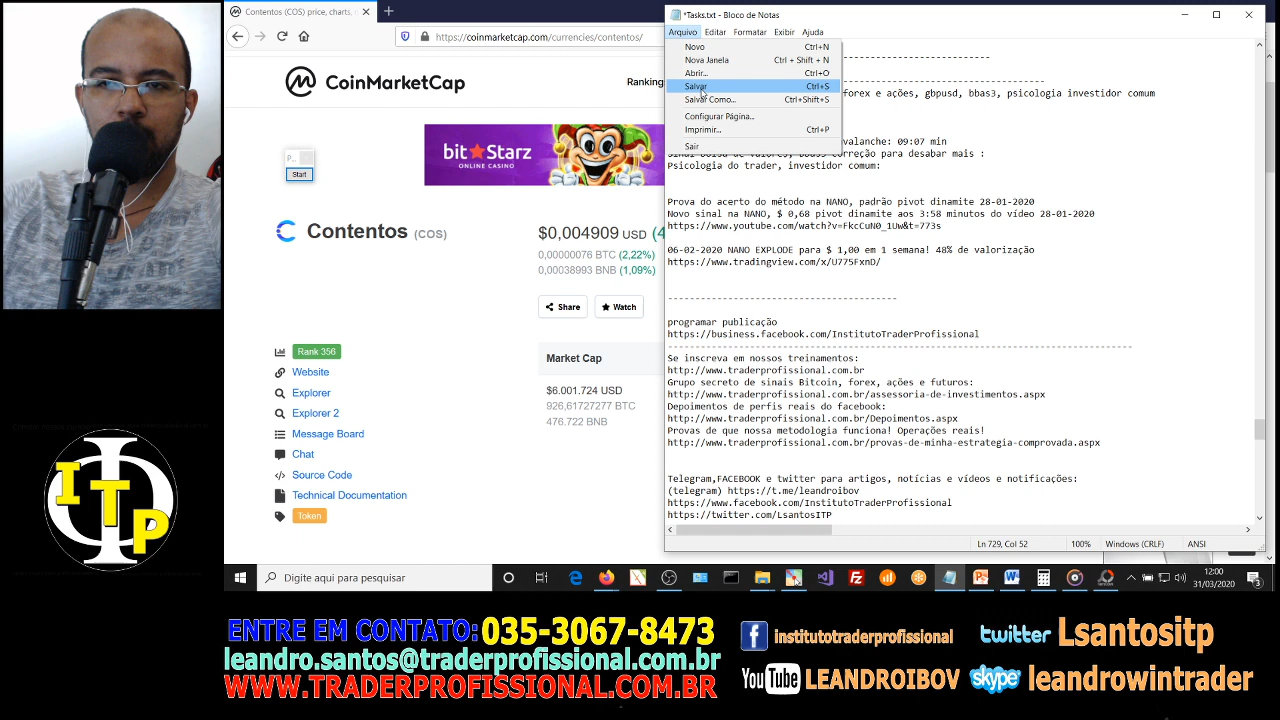 Contentos (COS) price, charts,
https://coinmarketcap.com/currencies/contentos/
CoinMarketCap
Ranking
bitStarz
ONLINE CASINO
P...
Start
Contentos (COS)
$0,004909 USD (4
0,00000076 BTC (2,22%)
0,00038993 BNB (1,09%)
Share
Watch
Rank 356
Website
Explorer
Explorer 2
Message Board
Chat
Source Code
Technical Documentation
Token
Market Cap
$6.001.724 USD
926,61727277 BTC
476.722 BNB
*Tasks.txt - Bloco de Notas
Arquivo Editar Formatar Exibir Ajuda
Novo Ctrl+N
Nova Janela Ctrl + Shift + N
Abrir... Ctrl+O
Salvar Ctrl+S
Salvar Como... Ctrl+Shift+S
Configurar Página...
Imprimir... Ctrl+P
Sair
forex e ações, gbpusd, bbas3, psicologia investidor comum
valanche: 09:07 min
correção para desabar mais :
Psicologia do trader, investidor comum:
Prova do acerto do método na NANO, padrão pivot dinamite 28-01-2020
Novo sinal na NANO, $ 0,68 pivot dinamite aos 3:58 minutos do vídeo 28-01-2020
https://www.youtube.com/watch?v=FkcCuN0_1Uw&t=773s
06-02-2020 NANO EXPLODE para $ 1,00 em 1 semana! 48% de valorização
https://www.tradingview.com/x/U775FxnD/
--------------------------------------
programar publicação
https://business.facebook.com/InstitutoTraderProfissional
-----------------------------------------------------------------------------
Se inscreva em nossos treinamentos:
http://www.traderprofissional.com.br
Grupo secreto de sinais Bitcoin, forex, ações e futuros:
http://www.traderprofissional.com.br/assessoria-de-investimentos.aspx
Depoimentos de perfis reais do facebook:
http://www.traderprofissional.com.br/Depoimentos.aspx
Provas de que nossa metodologia funciona! Operações reais!
http://www.traderprofissional.com.br/provas-de-minha-estrategia-comprovada.aspx
Telegram,FACEBOOK e twitter para artigos, notícias e vídeos e notificações:
(telegram) https://t.me/leandroibov
https://www.facebook.com/InstitutoTraderProfissional
https://twitter.com/LsantosITP
Ln 729, Col 52 100% Windows (CRLF) ANSI
Digite aqui para pesquisar
12:00
31/03/2020
3
ITP
ENTRE EM CONTATO: 035-3067-8473
leandro.santos@traderprofissional.com.br
WWW.TRADERPROFISSIONAL.COM.BR
institutotraderprofissional
twitter Lsantositp
YouTube LEANDROIBOV
skype leandrowintrader